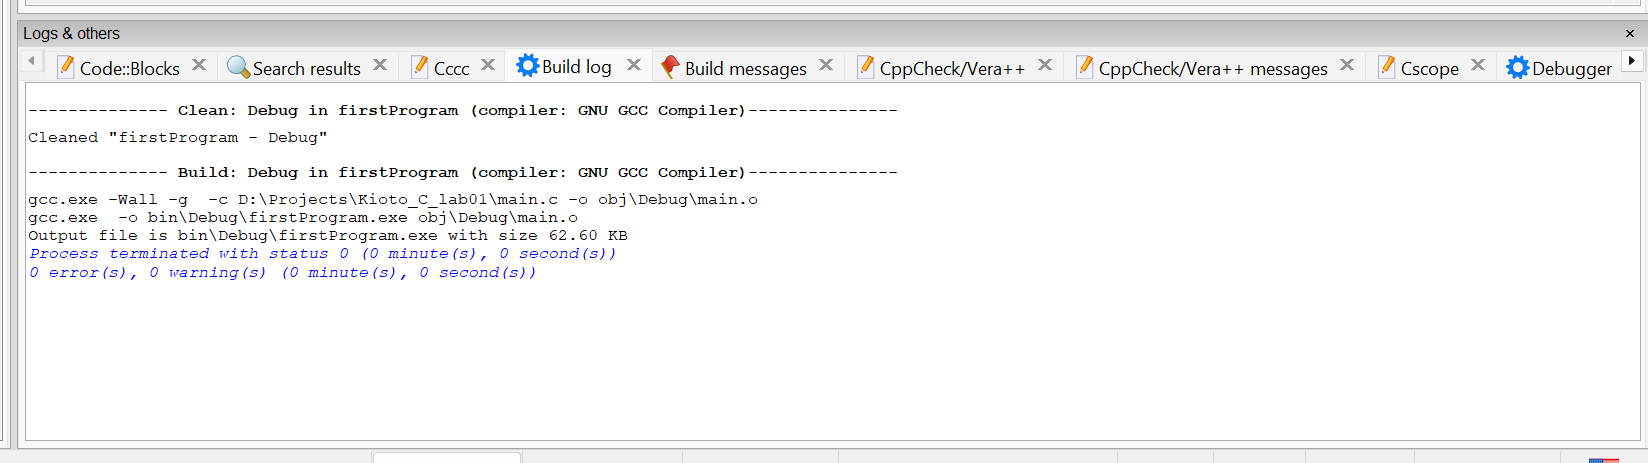 Logs & others
Code::Blocks Search results Cccc Build log Build messages CppCheck/Vera++ CppCheck/Vera++ messages Cscope Debugger
-------------- Clean: Debug in firstProgram (compiler: GNU GCC Compiler)---------------
Cleaned "firstProgram - Debug"
-------------- Build: Debug in firstProgram (compiler: GNU GCC Compiler)---------------
gcc.exe -Wall -g  -c D:\Projects\Kioto_C_lab01\main.c -o obj\Debug\main.o
gcc.exe  -o bin\Debug\firstProgram.exe obj\Debug\main.o
Output file is bin\Debug\firstProgram.exe with size 62.60 KB
Process terminated with status 0 (0 minute(s), 0 second(s))
0 error(s), 0 warning(s) (0 minute(s), 0 second(s))